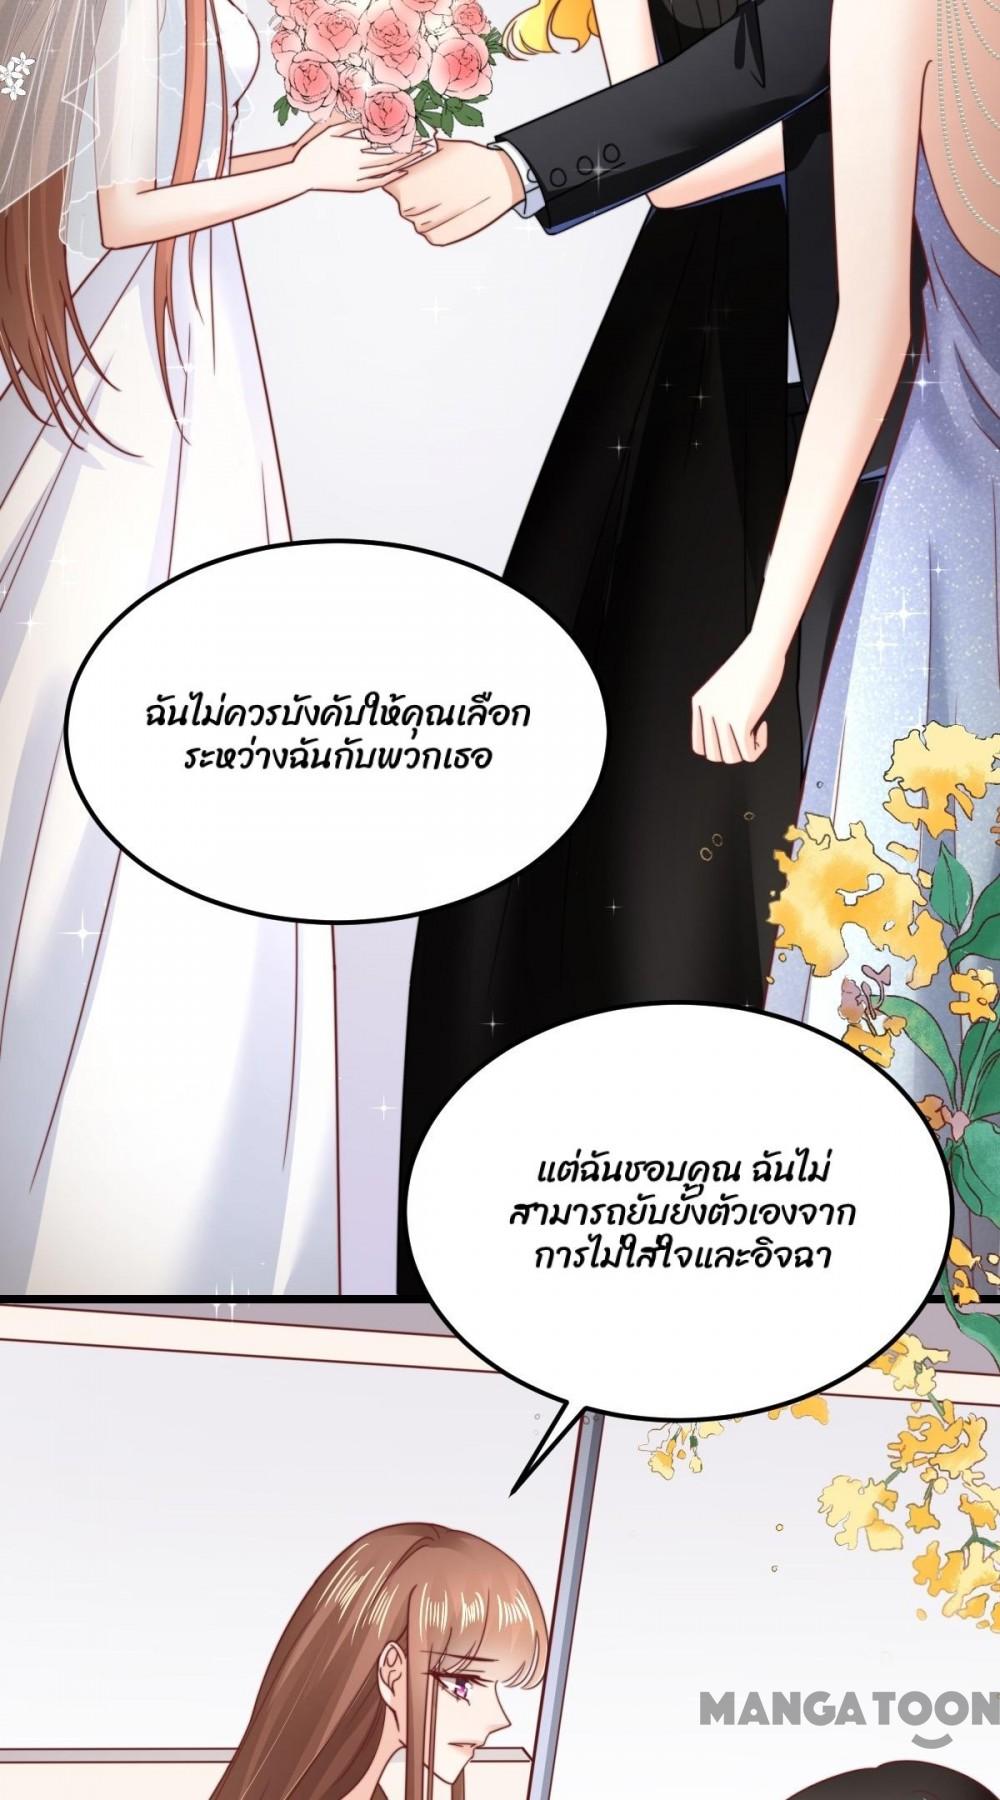 ฉันไม่ควรบังคับให้คุณเลือก
ระหว่างฉันกับพวกเธอ
แต่ฉันชอบคุณ ฉันไม่
สามารถยับยั้งตัวเองจาก
การไม่ใส่ใจและอิจฉา
MANGATOON